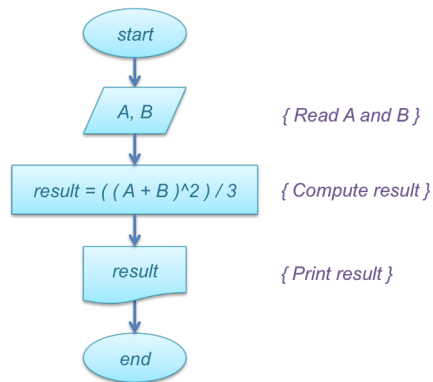 start
A, B
{ Read A and B }
result = ( ( A + B )^2 ) / 3
{ Compute result }
result
{ Print result }
end